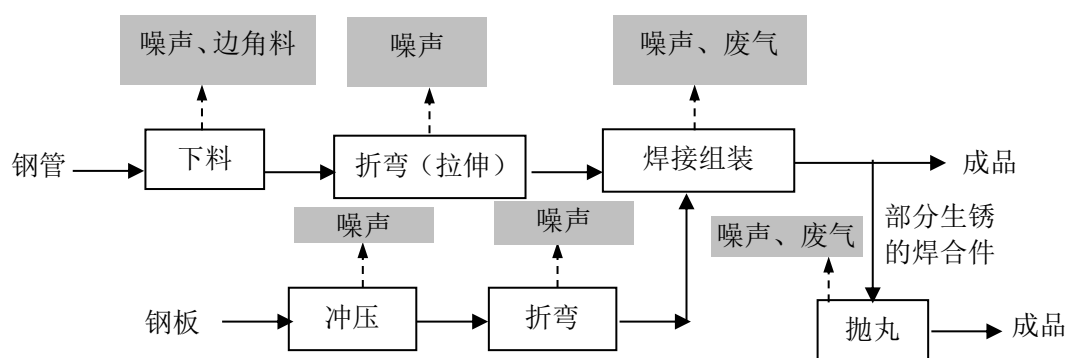 噪声、边角料
噪声
噪声、废气
钢管
下料
折弯（拉伸）
焊接组装
成品
噪声
噪声
噪声、废气
部分生锈
的焊合件
钢板
冲压
折弯
抛丸
成品